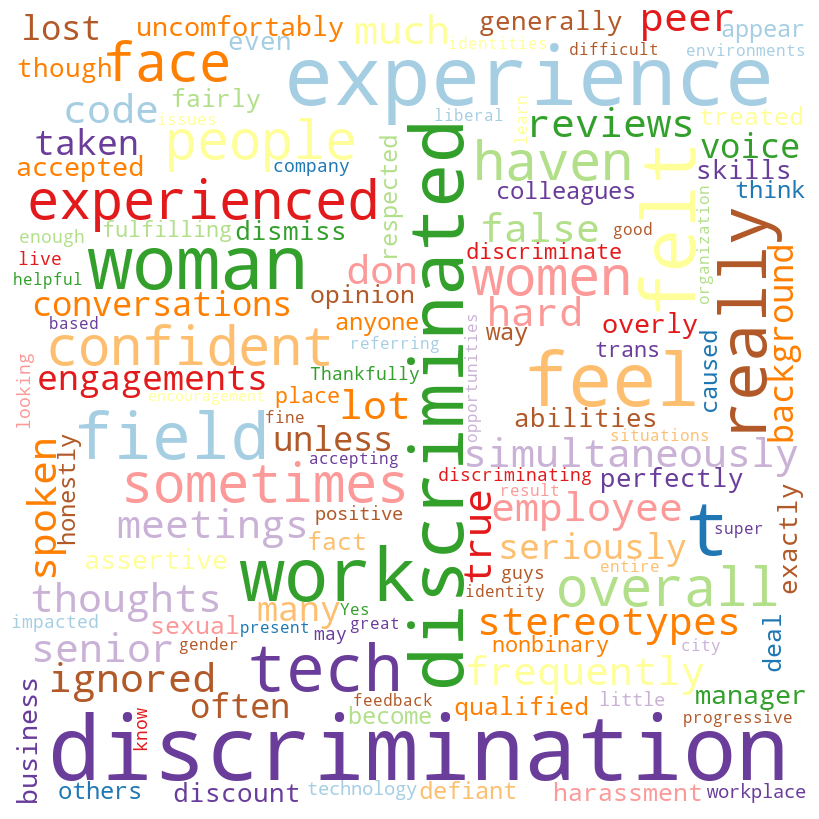 lost
uncomfortably
even
much
generally
peer
appear
identities
difficult
environments
though
face
experience
code
fairly
issues
liberal
learn
reviews
treated
taken
people
haven
voice
accepted
company
respected
discriminated
felt
skills
colleagues
think
experienced
false
organization
enough
fulfilling
dismiss
live
woman
don
discriminate
good
really
helpful
women
background
conversations
opinion
hard
based
anyone
way
overly
confident
referring
opportunities
trans
caused
looking
engagements
Thankfully
feel
encouragement
place
lot
fine
abilities
field
unless
situations
spoken
honestly
accepting
simultaneously
sometimes
discriminating
perfectly
result
true
employee
exactly
meetings
positive
t
super
assertive
fact
seriously
guys
entire
work
identity
overall
thoughts
many
Yes
impacted
sexual
present
may
great
stereotypes
deal
senior
gender
nonbinary
city
tech
frequently
ignored
business
often
feedback
become
qualified
little
manager
know
progressive
discrimination
others
discount
technology
defiant
harassment
workplace